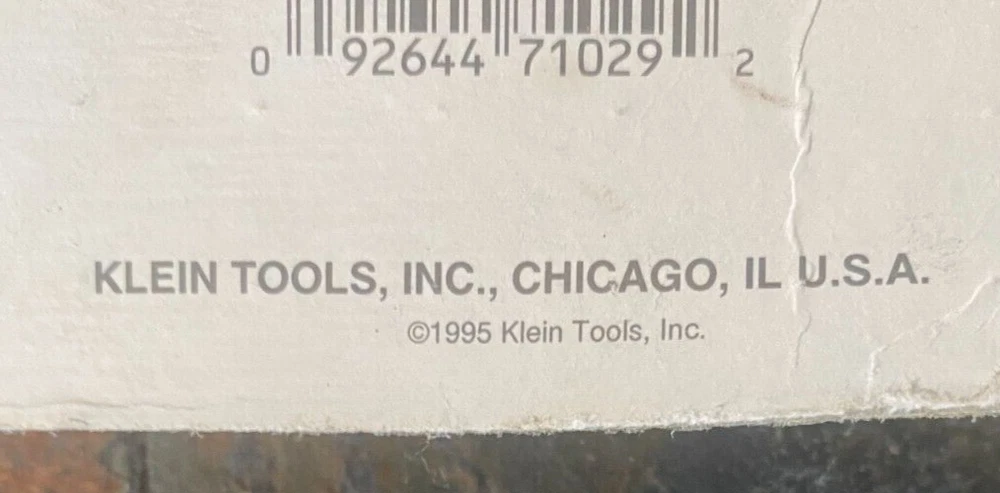 0 92644 71029 2
KLEIN TOOLS, INC., CHICAGO, IL U.S.A.
©1995 Klein Tools, Inc.